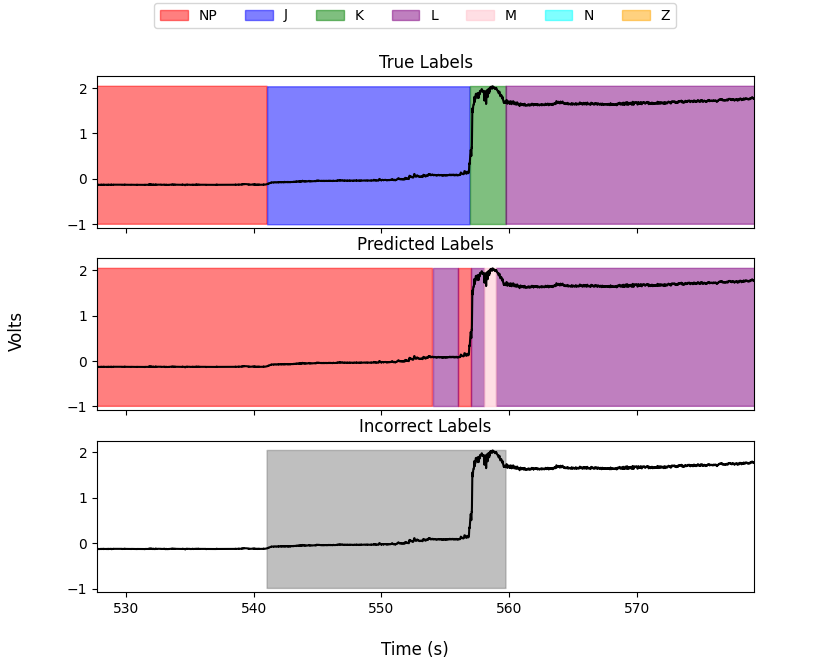 NP J K L M N Z
True Labels
2
1
0
−1
Predicted Labels
2
1
0
−1
Volts
Incorrect Labels
2
1
0
−1
530 540 550 560 570
Time (s)